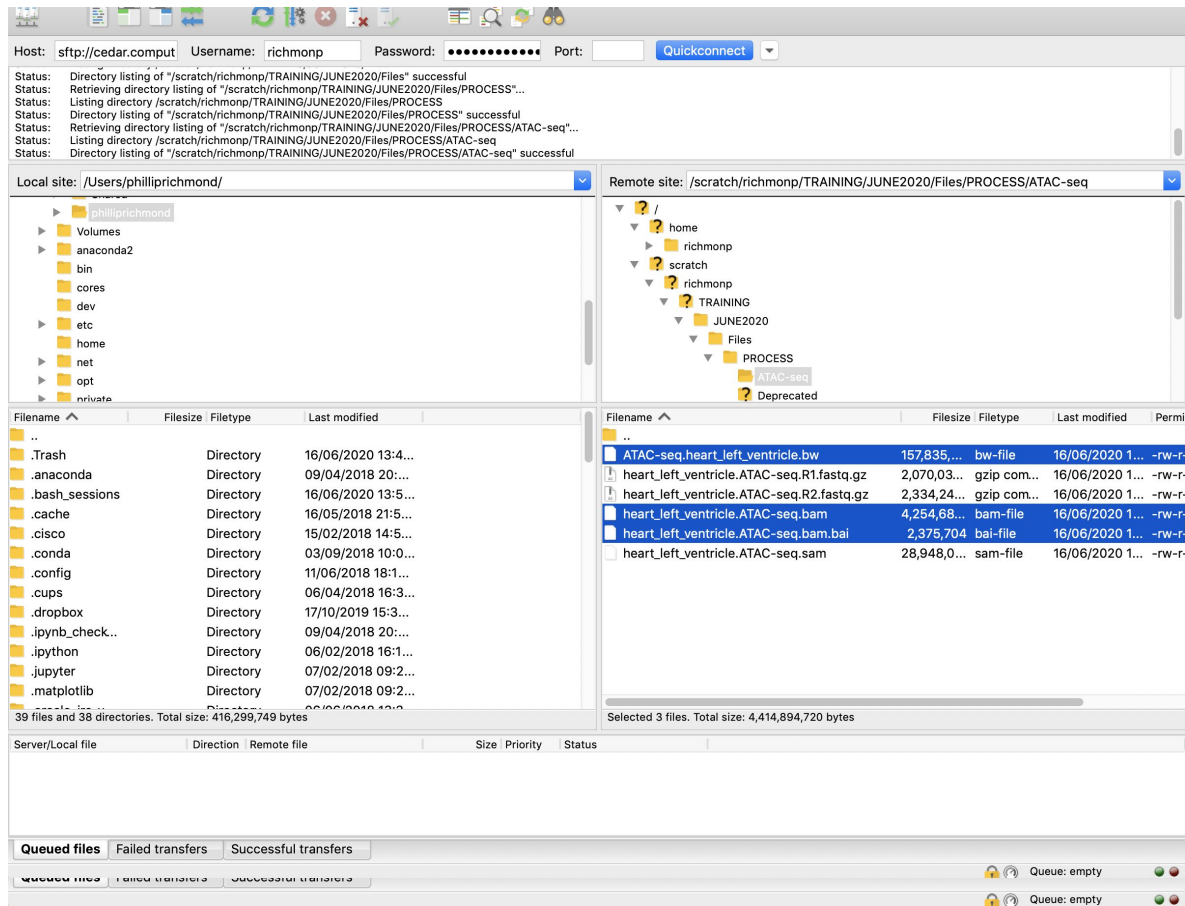 Host: sftp://cedar.comput Username: richmonp Password: ●●●●●●●●●●●● Port: Quickconnect
Status: Directory listing of "/scratch/richmonp/TRAINING/JUNE2020/Files" successful
Status: Retrieving directory listing of "/scratch/richmonp/TRAINING/JUNE2020/Files/PROCESS"...
Status: Listing directory /scratch/richmonp/TRAINING/JUNE2020/Files/PROCESS
Status: Directory listing of "/scratch/richmonp/TRAINING/JUNE2020/Files/PROCESS" successful
Status: Retrieving directory listing of "/scratch/richmonp/TRAINING/JUNE2020/Files/PROCESS/ATAC-seq"...
Status: Listing directory /scratch/richmonp/TRAINING/JUNE2020/Files/PROCESS/ATAC-seq
Status: Directory listing of "/scratch/richmonp/TRAINING/JUNE2020/Files/PROCESS/ATAC-seq" successful
Local site: /Users/philliprichmond/
philliprichmond
Volumes
anaconda2
bin
cores
dev
etc
home
net
opt
private
Remote site: /scratch/richmonp/TRAINING/JUNE2020/Files/PROCESS/ATAC-seq
/
home
richmonp
scratch
richmonp
TRAINING
JUNE2020
Files
PROCESS
ATAC-seq
Deprecated
Filename Filesize Filetype Last modified
..
.Trash Directory 16/06/2020 13:4...
.anaconda Directory 09/04/2018 20:...
.bash_sessions Directory 16/06/2020 13:5...
.cache Directory 16/05/2018 21:5...
.cisco Directory 15/02/2018 14:5...
.conda Directory 03/09/2018 10:0...
.config Directory 11/06/2018 18:1...
.cups Directory 06/04/2018 16:3...
.dropbox Directory 17/10/2019 15:3...
.ipynb_check... Directory 09/04/2018 20:...
.ipython Directory 06/02/2018 16:1...
.jupyter Directory 07/02/2018 09:2...
.matplotlib Directory 07/02/2018 09:2...
39 files and 38 directories. Total size: 416,299,749 bytes
Filename Filesize Filetype Last modified Permi
..
ATAC-seq.heart_left_ventricle.bw 157,835,... bw-file 16/06/2020 1... -rw-r-
heart_left_ventricle.ATAC-seq.R1.fastq.gz 2,070,03... gzip com... 16/06/2020 1... -rw-r-
heart_left_ventricle.ATAC-seq.R2.fastq.gz 2,334,24... gzip com... 16/06/2020 1... -rw-r-
heart_left_ventricle.ATAC-seq.bam 4,254,68... bam-file 16/06/2020 1... -rw-r-
heart_left_ventricle.ATAC-seq.bam.bai 2,375,704 bai-file 16/06/2020 1... -rw-r-
heart_left_ventricle.ATAC-seq.sam 28,948,0... sam-file 16/06/2020 1... -rw-r-
Selected 3 files. Total size: 4,414,894,720 bytes
Server/Local file Direction Remote file Size Priority Status
Queued files Failed transfers Successful transfers
Queue: empty
Queued files Failed transfers Successful transfers
Queue: empty